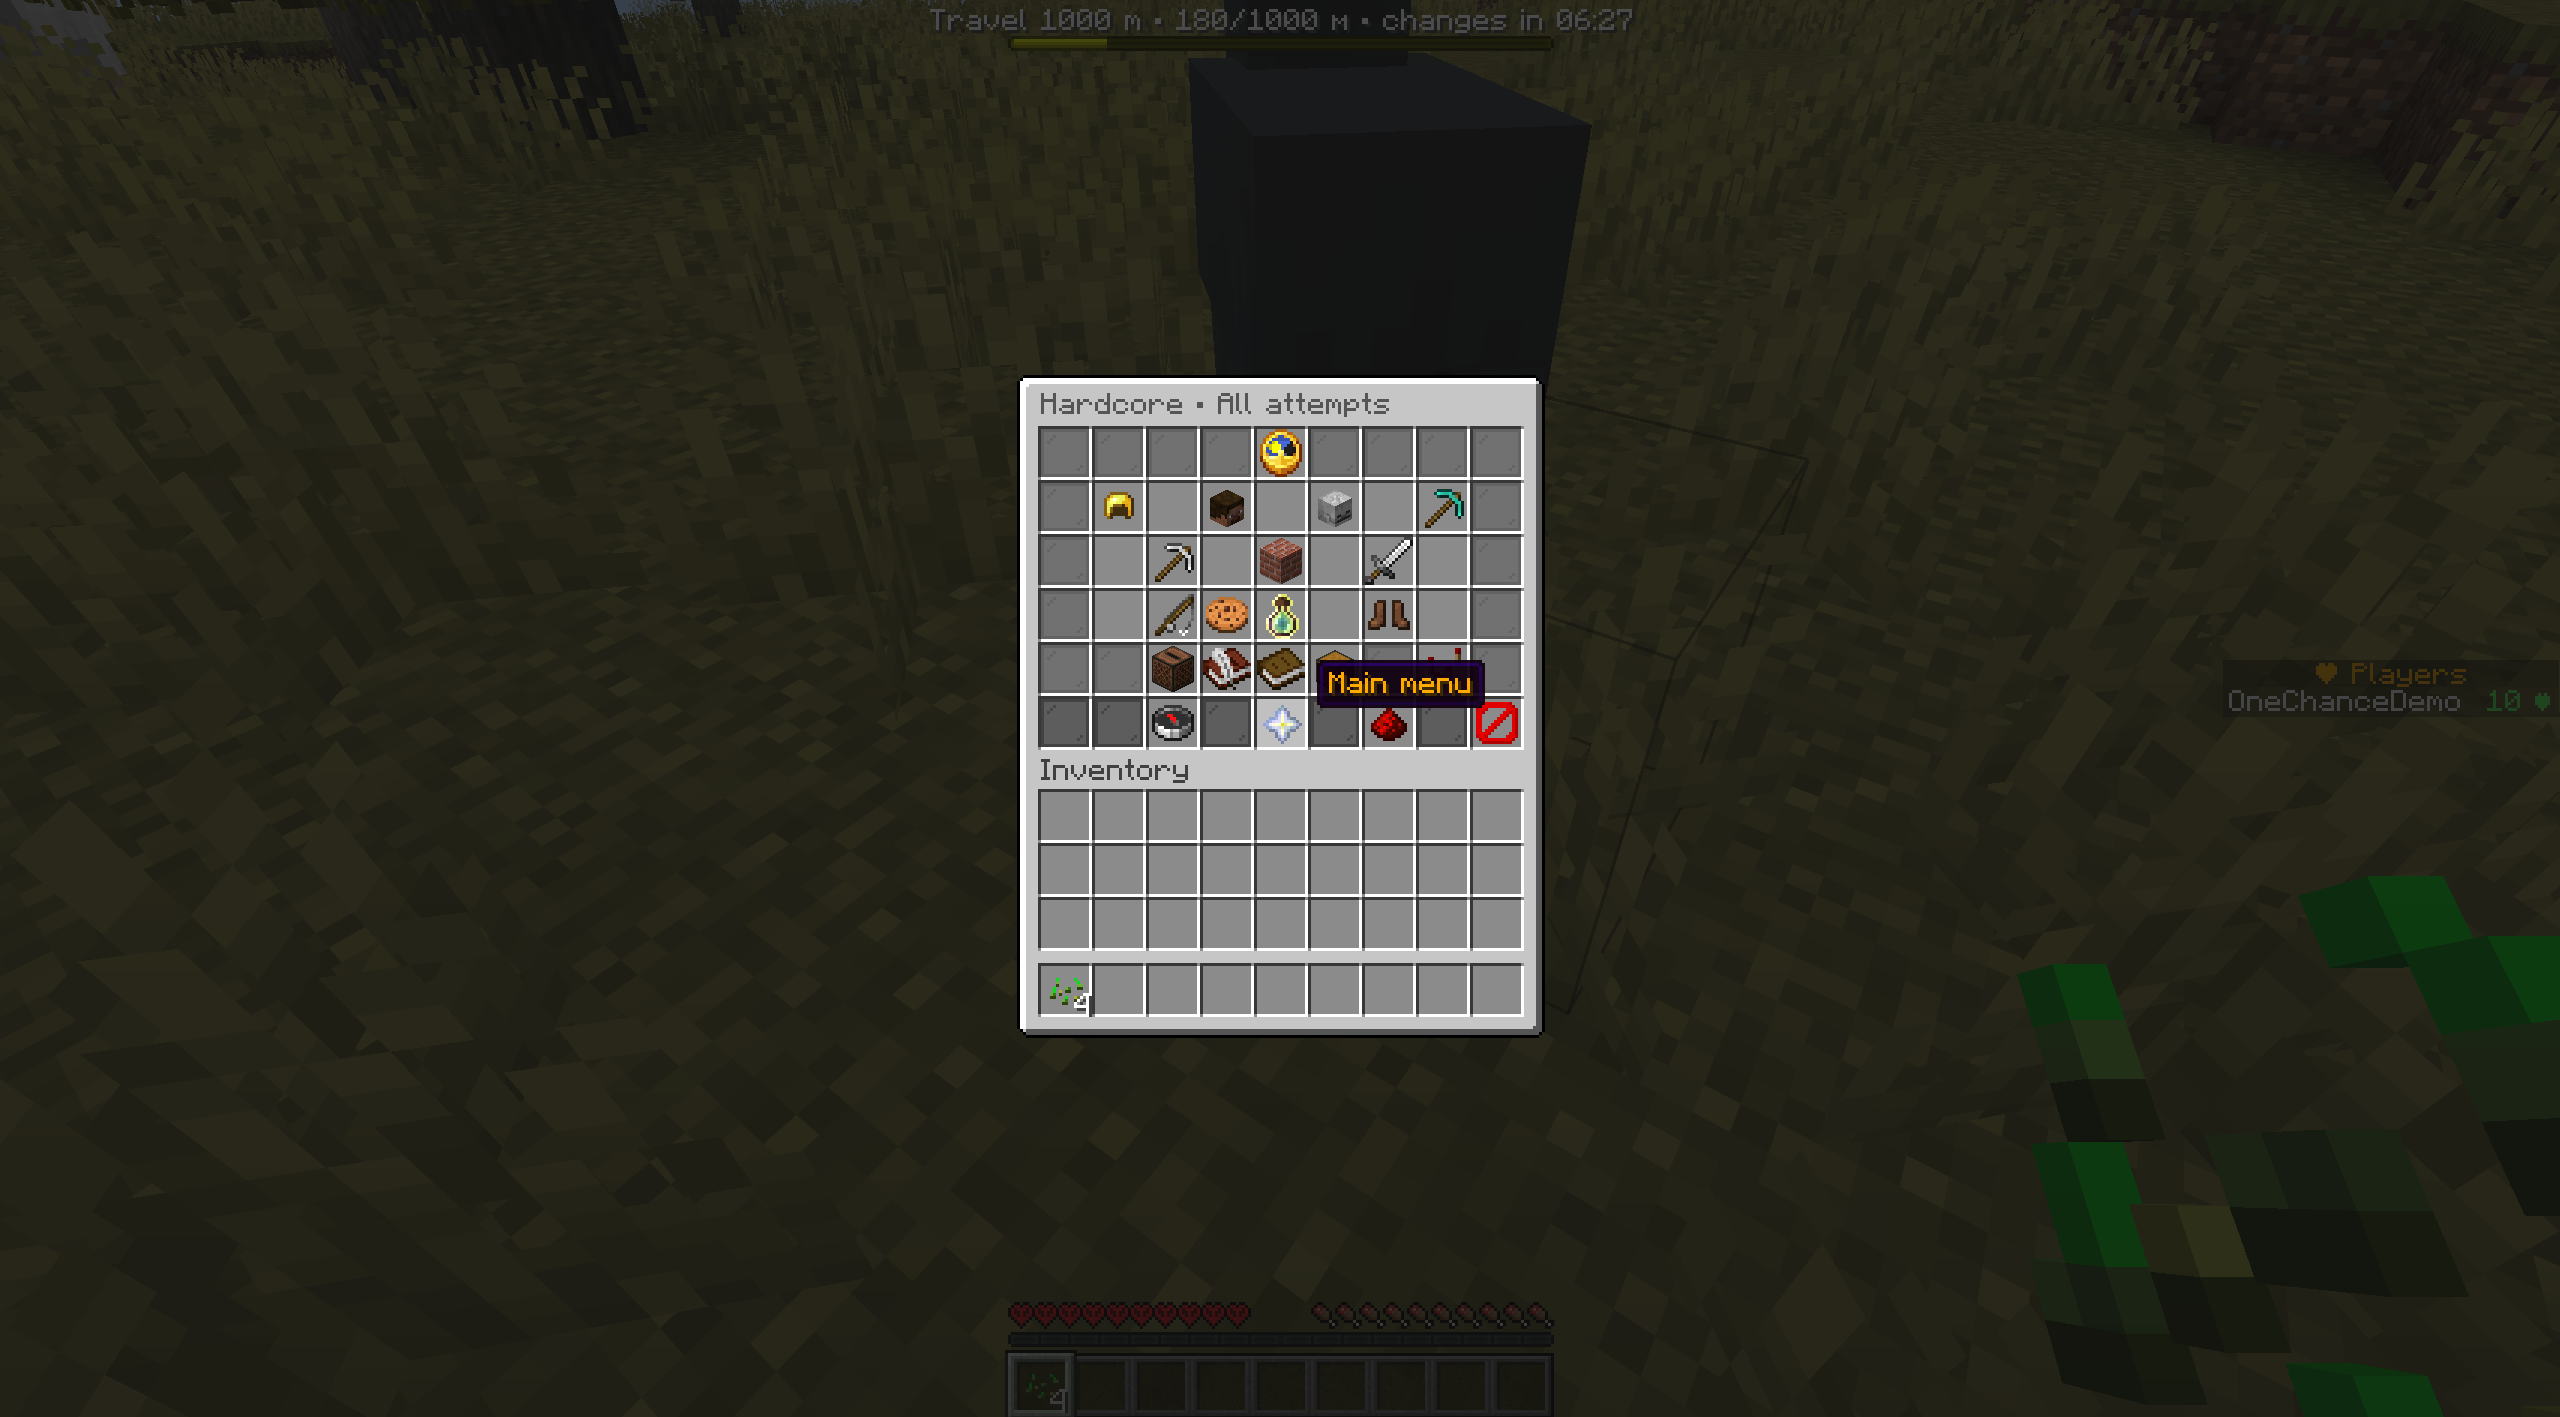 Travel 1000 m • 180/1000 м • changes in 06:27
Hardcore • All attempts
Main menu
Players
OneChanceDemo 10
Inventory
4
4